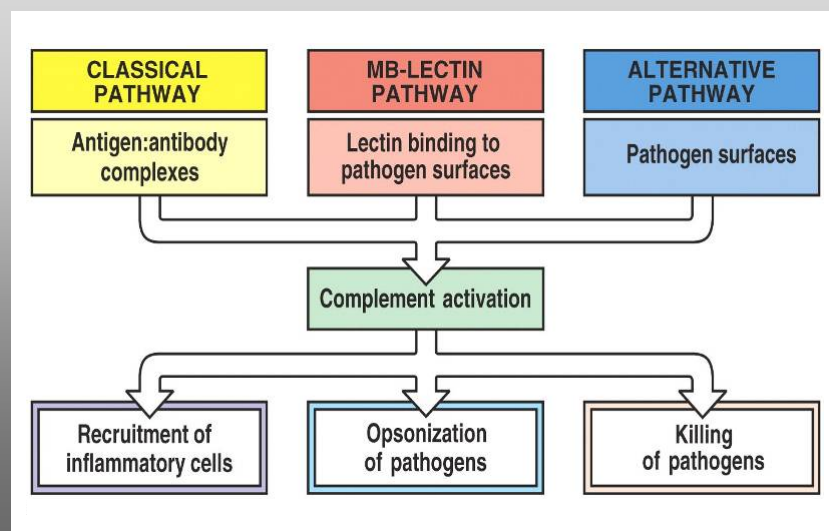 CLASSICAL
PATHWAY
MB-LECTIN
PATHWAY
ALTERNATIVE
PATHWAY
Antigen:antibody
complexes
Lectin binding to
pathogen surfaces
Pathogen surfaces
Complement activation
Recruitment of
inflammatory cells
Opsonization
of pathogens
Killing
of pathogens